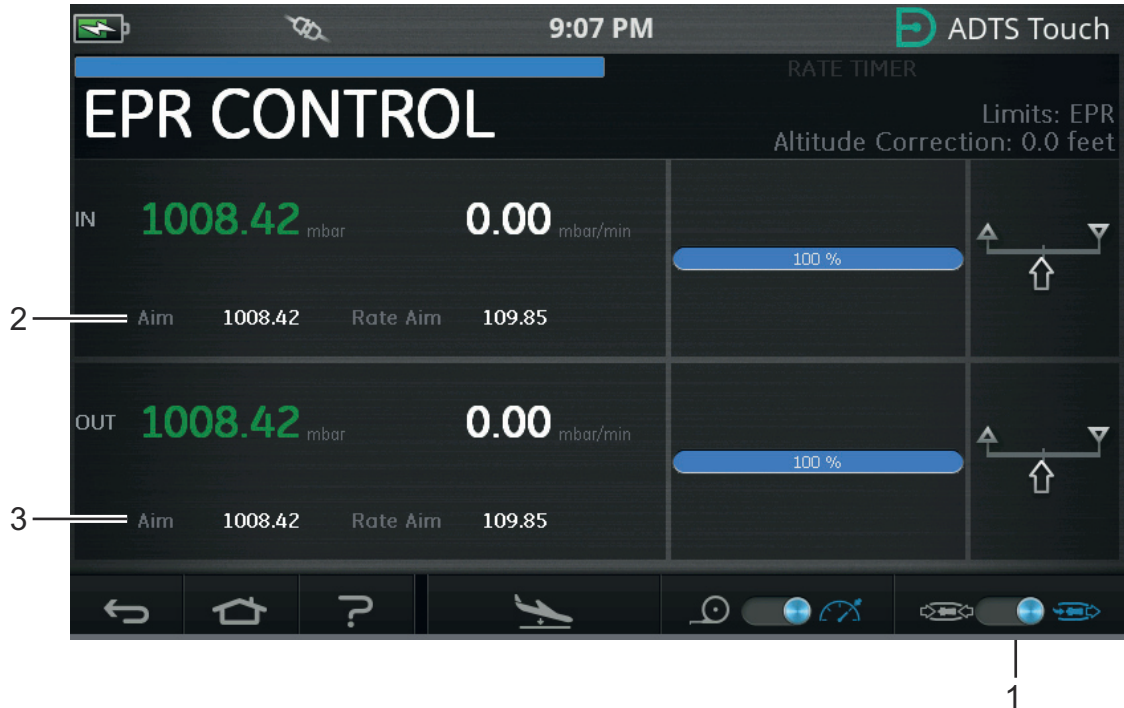 9:07 PM
ADTS Touch
RATE TIMER
EPR CONTROL
Limits: EPR
Altitude Correction: 0.0 feet
IN 1008.42 mbar 0.00 mbar/min
100 %
2
Aim 1008.42 Rate Aim 109.85
OUT 1008.42 mbar 0.00 mbar/min
100 %
3
Aim 1008.42 Rate Aim 109.85
?
1